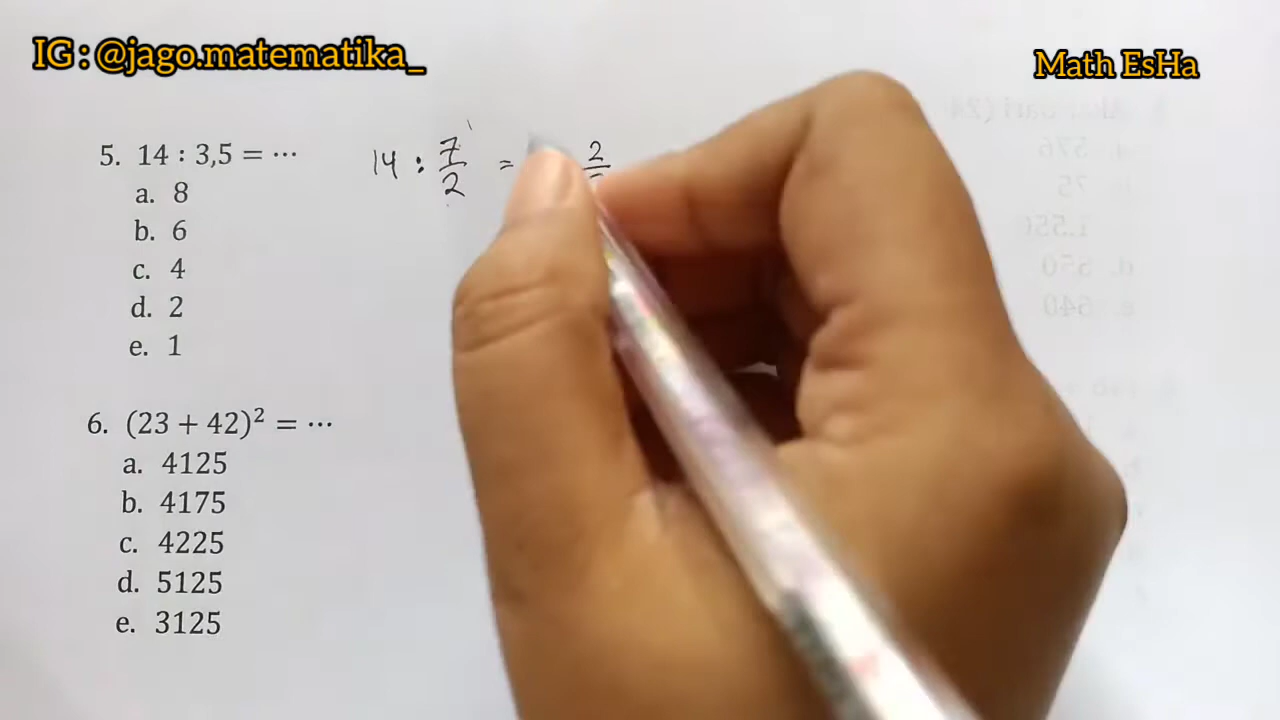 IG : @jago.matematika_
Math EsHa
5. 14 : 3,5 = ⋯
a. 8
b. 6
c. 4
d. 2
e. 1
14 : 7/2 = 2
6. (23 + 42)² = ⋯
a. 4125
b. 4175
c. 4225
d. 5125
e. 3125